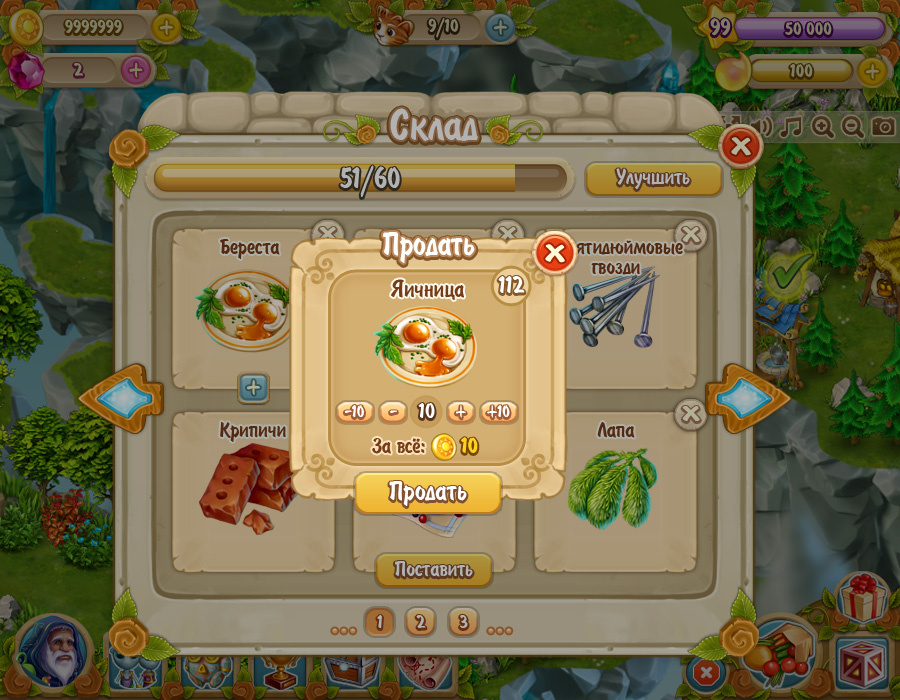 9999999
9/10
99
50 000
2
100
Склад
51/60
Улучшить
Береста
Продать
ятидюймовые
гвозди
Яичница
112
-10
-
10
+
+10
За всё:
10
Крипичи
Лапа
Продать
Поставить
1
2
3